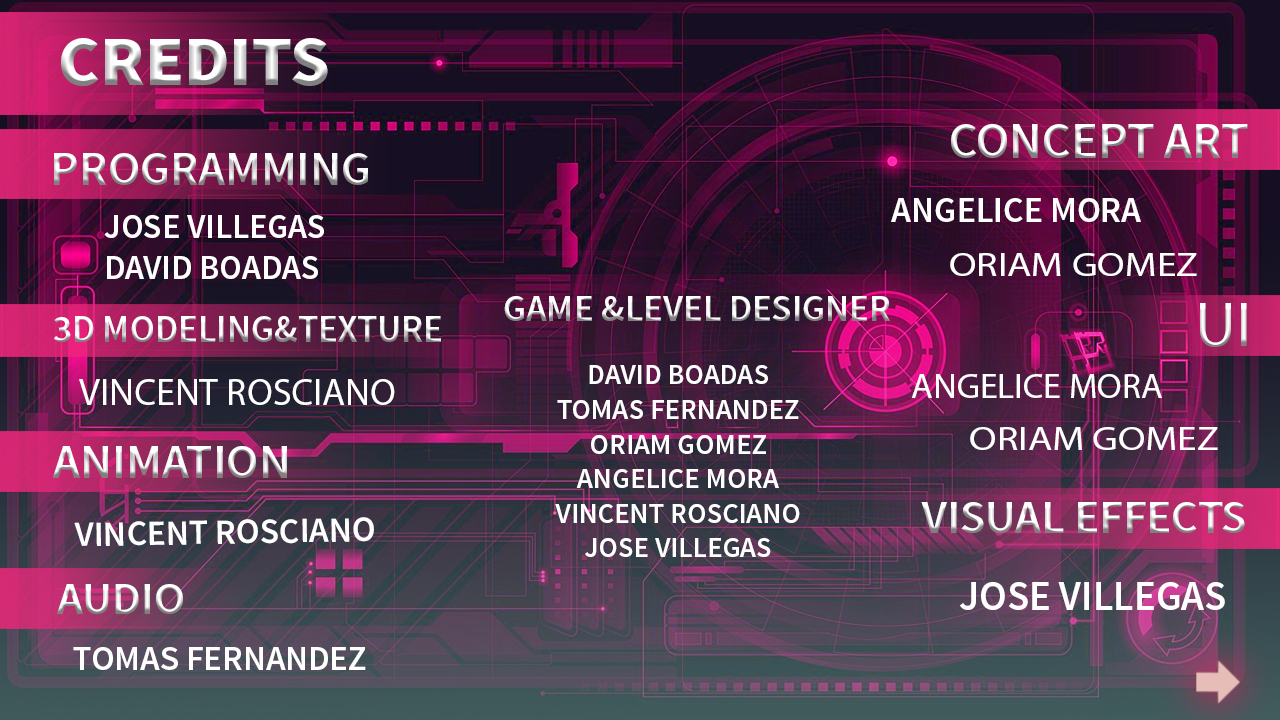 CREDITS
PROGRAMMING
JOSE VILLEGAS
DAVID BOADAS
3D MODELING&TEXTURE
VINCENT ROSCIANO
ANIMATION
VINCENT ROSCIANO
AUDIO
TOMAS FERNANDEZ
GAME &LEVEL DESIGNER
DAVID BOADAS
TOMAS FERNANDEZ
ORIAM GOMEZ
ANGELICE MORA
VINCENT ROSCIANO
JOSE VILLEGAS
CONCEPT ART
ANGELICE MORA
ORIAM GOMEZ
UI
ANGELICE MORA
ORIAM GOMEZ
VISUAL EFFECTS
JOSE VILLEGAS